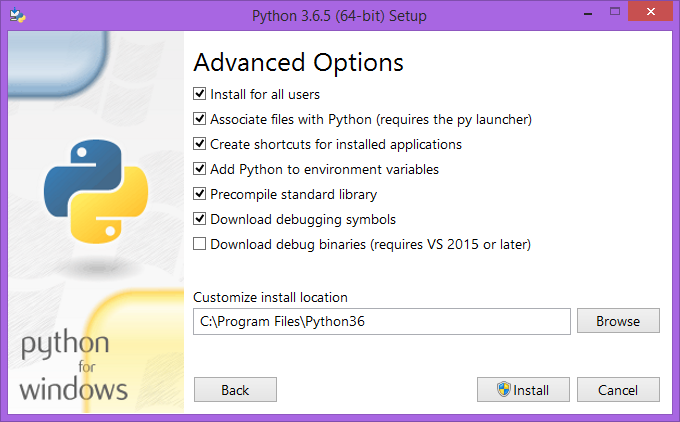 Python 3.6.5 (64-bit) Setup
Advanced Options
Install for all users
Associate files with Python (requires the py launcher)
Create shortcuts for installed applications
Add Python to environment variables
Precompile standard library
Download debugging symbols
Download debug binaries (requires VS 2015 or later)
Customize install location
C:\Program Files\Python36
Browse
python
for
windows
Back
Install
Cancel